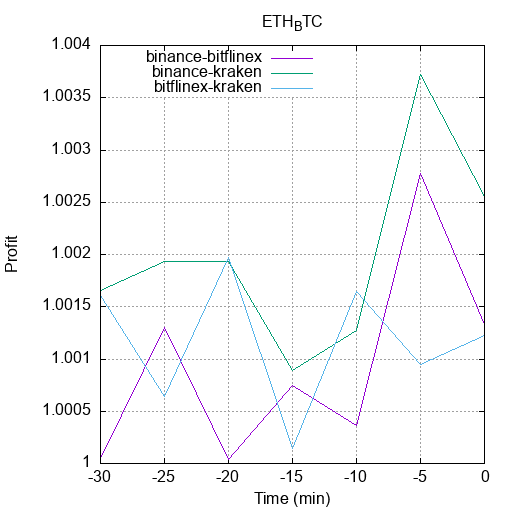 ETH_BTC
binance-bitflinex
binance-kraken
bitflinex-kraken
1.004
1.0035
1.003
1.0025
1.002
1.0015
1.001
1.0005
1
Profit
-30 -25 -20 -15 -10 -5 0
Time (min)